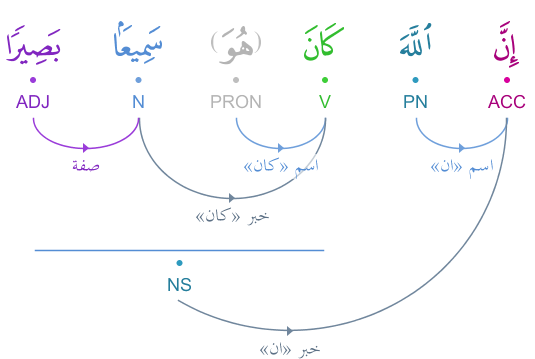 إِنَّ ٱللَّهَ كَانَ (هُوَ) سَمِيعًۢا بَصِيرًا
ACC PN V PRON N ADJ
اسم «ان» اسم «كان» صفة
خبر «كان»
NS
خبر «ان»